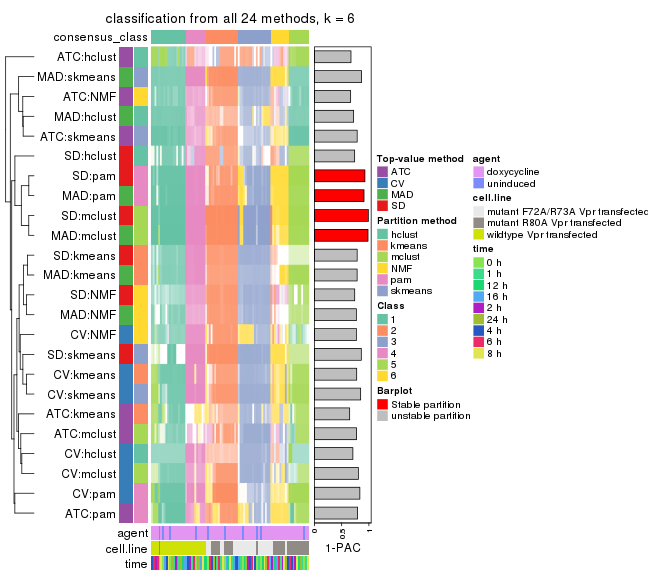 classification from all 24 methods, k = 6
consensus_class
ATC:hclust
MAD:skmeans
ATC:NMF
MAD:hclust
ATC:skmeans
SD:hclust
SD:pam
MAD:pam
SD:mclust
MAD:mclust
SD:kmeans
MAD:kmeans
SD:NMF
MAD:NMF
CV:NMF
SD:skmeans
CV:kmeans
CV:skmeans
ATC:kmeans
ATC:mclust
CV:hclust
CV:mclust
CV:pam
ATC:pam
agent
cell.line
time
0
0.5
1
1-PAC
Top-value method
ATC
CV
MAD
SD
Partition method
hclust
kmeans
mclust
NMF
pam
skmeans
Class
1
2
3
4
5
6
Barplot
Stable partition
unstable partition
agent
doxycycline
uninduced
cell.line
mutant F72A/R73A Vpr transfected
mutant R80A Vpr transfected
wildtype Vpr transfected
time
0 h
1 h
12 h
16 h
2 h
24 h
4 h
6 h
8 h